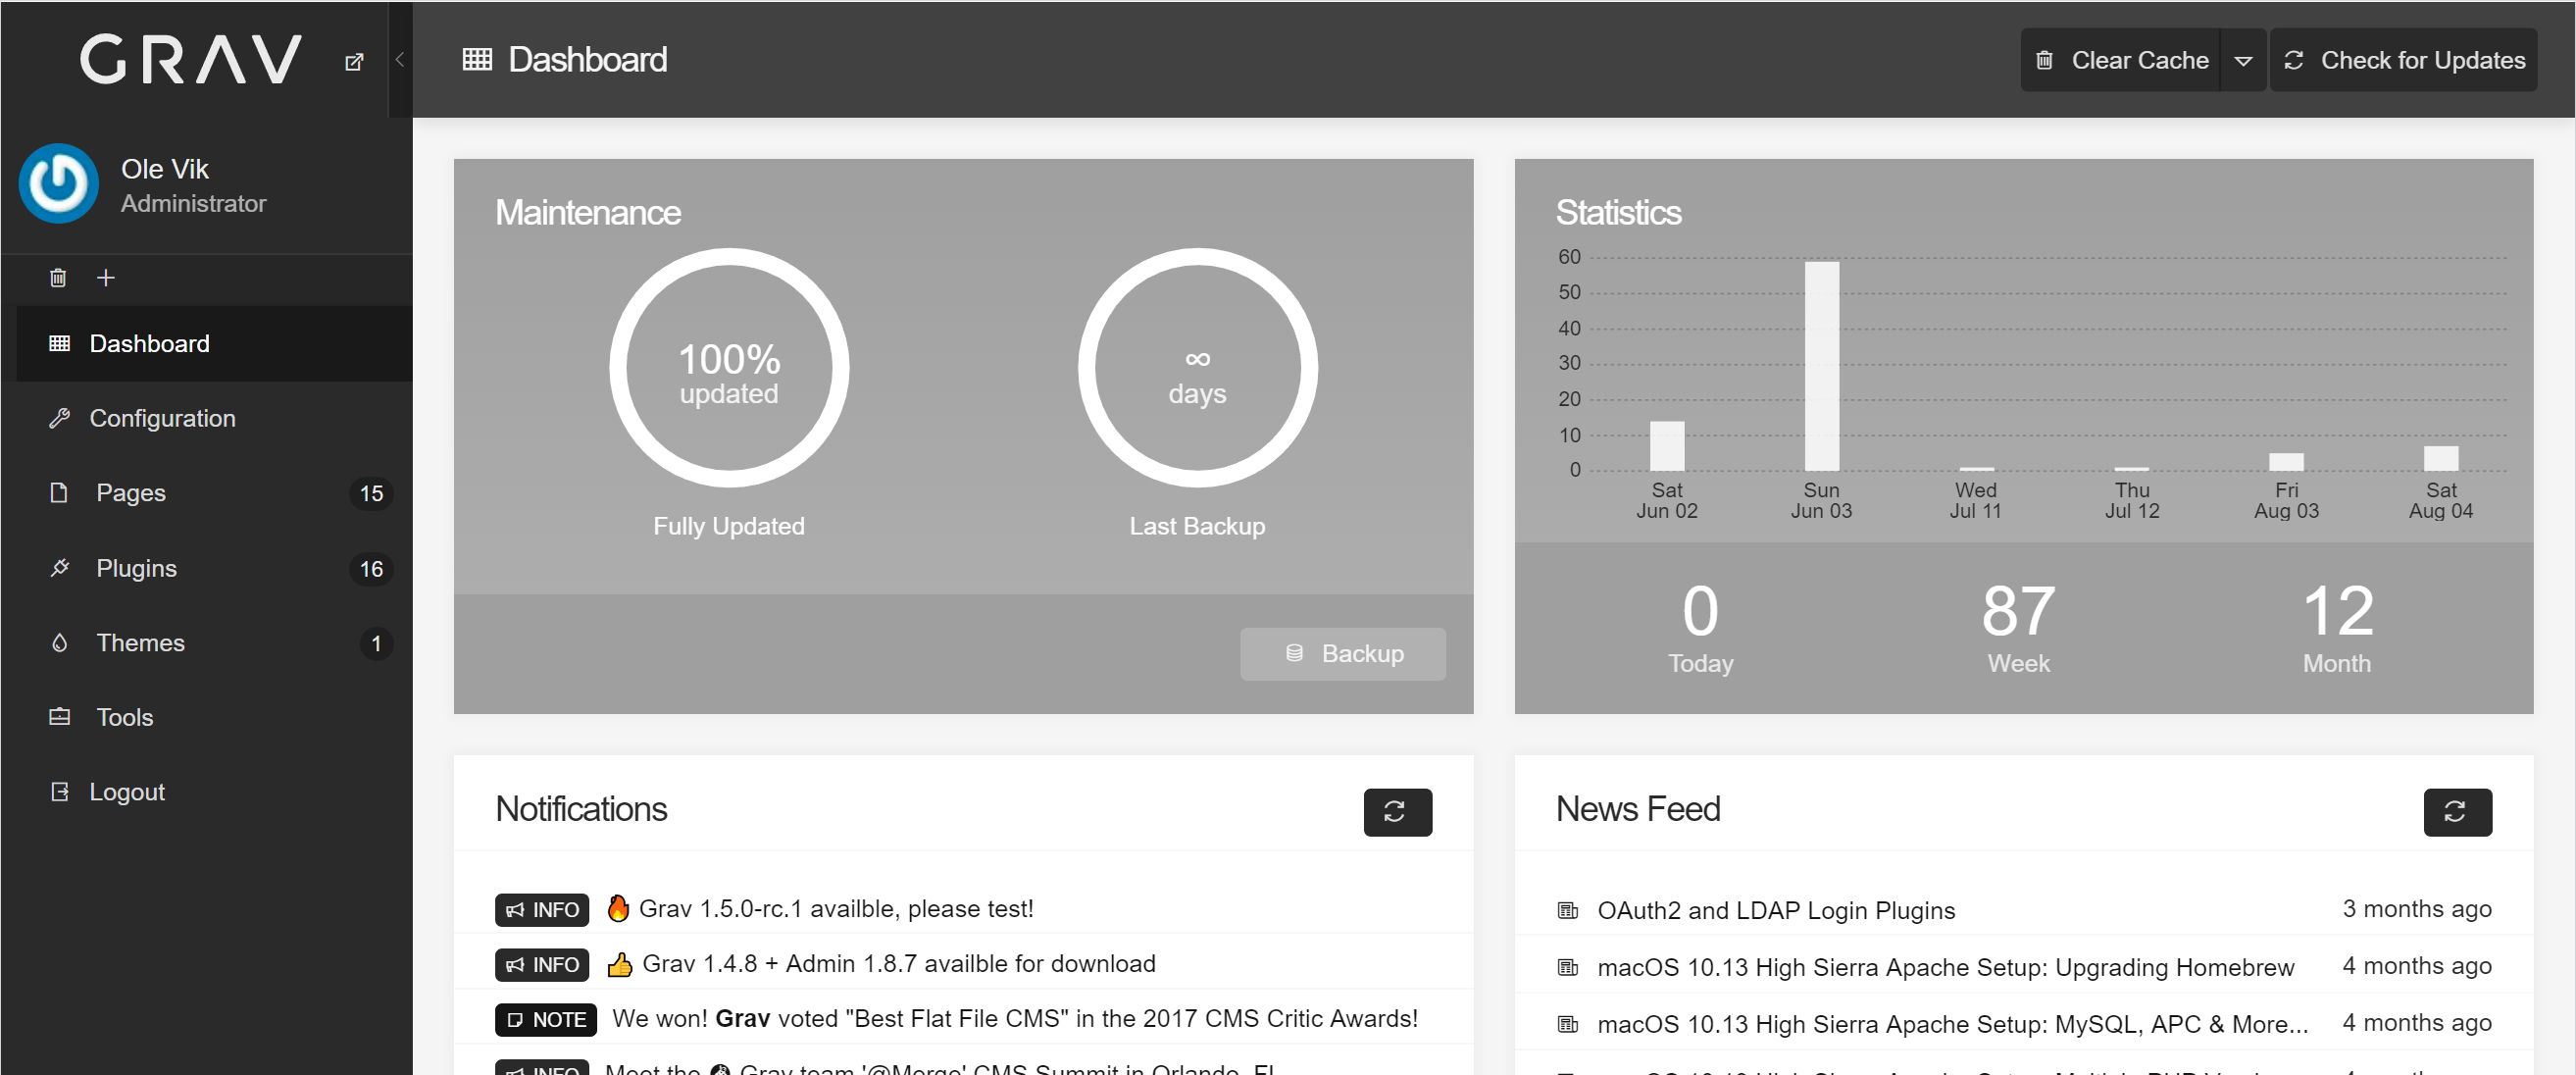 GRAV
Dashboard
Clear Cache
Check for Updates
Ole Vik
Administrator
Dashboard
Configuration
Pages 15
Plugins 16
Themes 1
Tools
Logout
Maintenance
100%
updated
Fully Updated
∞
days
Last Backup
Backup
Statistics
60
50
40
30
20
10
0
Sat Sun Wed Thu Fri Sat
Jun 02 Jun 03 Jul 11 Jul 12 Aug 03 Aug 04
0 87 12
Today Week Month
Notifications
INFO 🔥 Grav 1.5.0-rc.1 availble, please test!
INFO 👍 Grav 1.4.8 + Admin 1.8.7 availble for download
NOTE We won! Grav voted "Best Flat File CMS" in the 2017 CMS Critic Awards!
INFO Meet the Grav team '@Merge' CMS Summit in Orlando, FL
News Feed
OAuth2 and LDAP Login Plugins 3 months ago
macOS 10.13 High Sierra Apache Setup: Upgrading Homebrew 4 months ago
macOS 10.13 High Sierra Apache Setup: MySQL, APC & More... 4 months ago